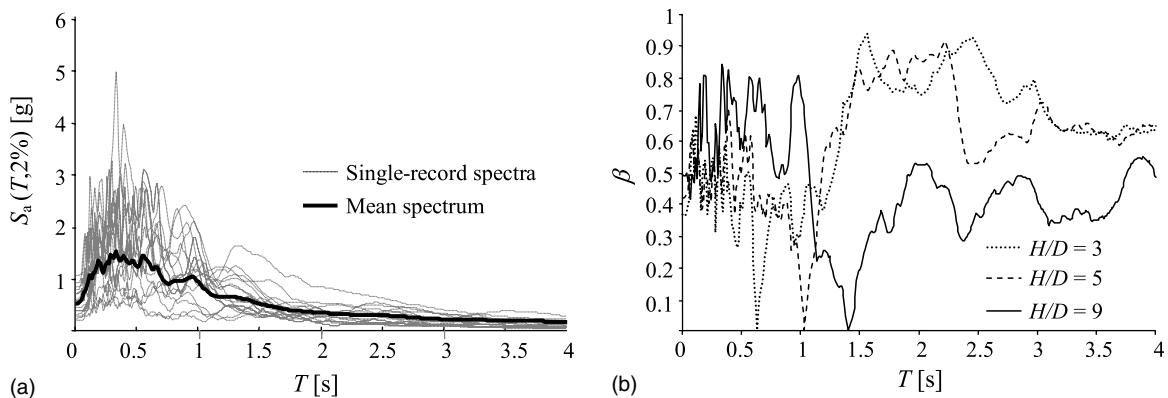 6
5
4
3
2
1
Sa (T,2%) [g]
Single-record spectra
Mean spectrum
0 0.5 1 1.5 2 2.5 3 3.5 4
T [s]
(a)
1
0.9
0.8
0.7
0.6
0.5
0.4
0.3
0.2
0.1
β
H/D = 3
H/D = 5
H/D = 9
0 0.5 1 1.5 2 2.5 3 3.5 4
T [s]
(b)